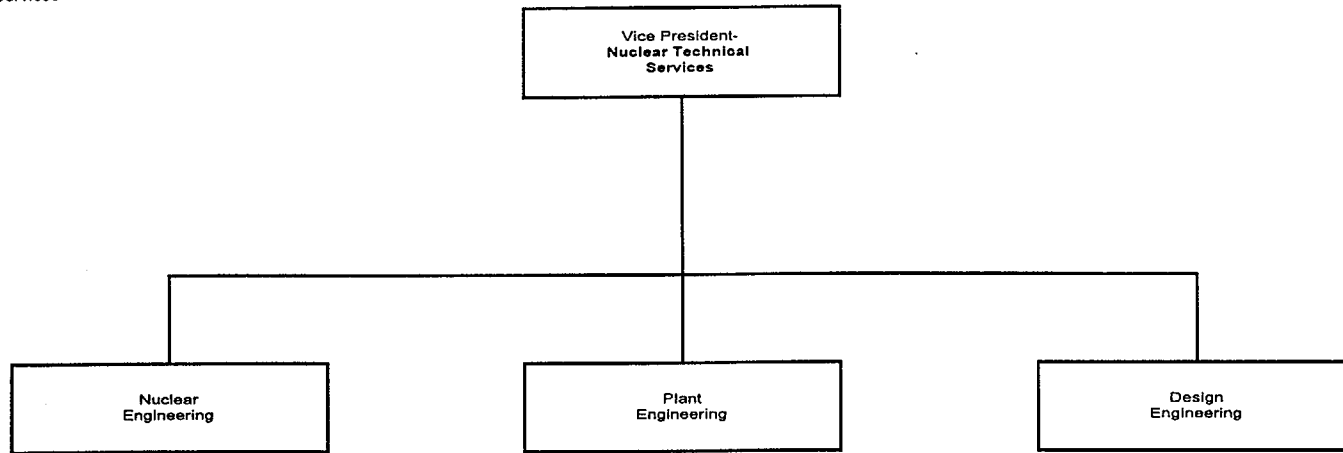 Vice President-
Nuclear Technical
Services
Nuclear
Engineering
Plant
Engineering
Design
Engineering